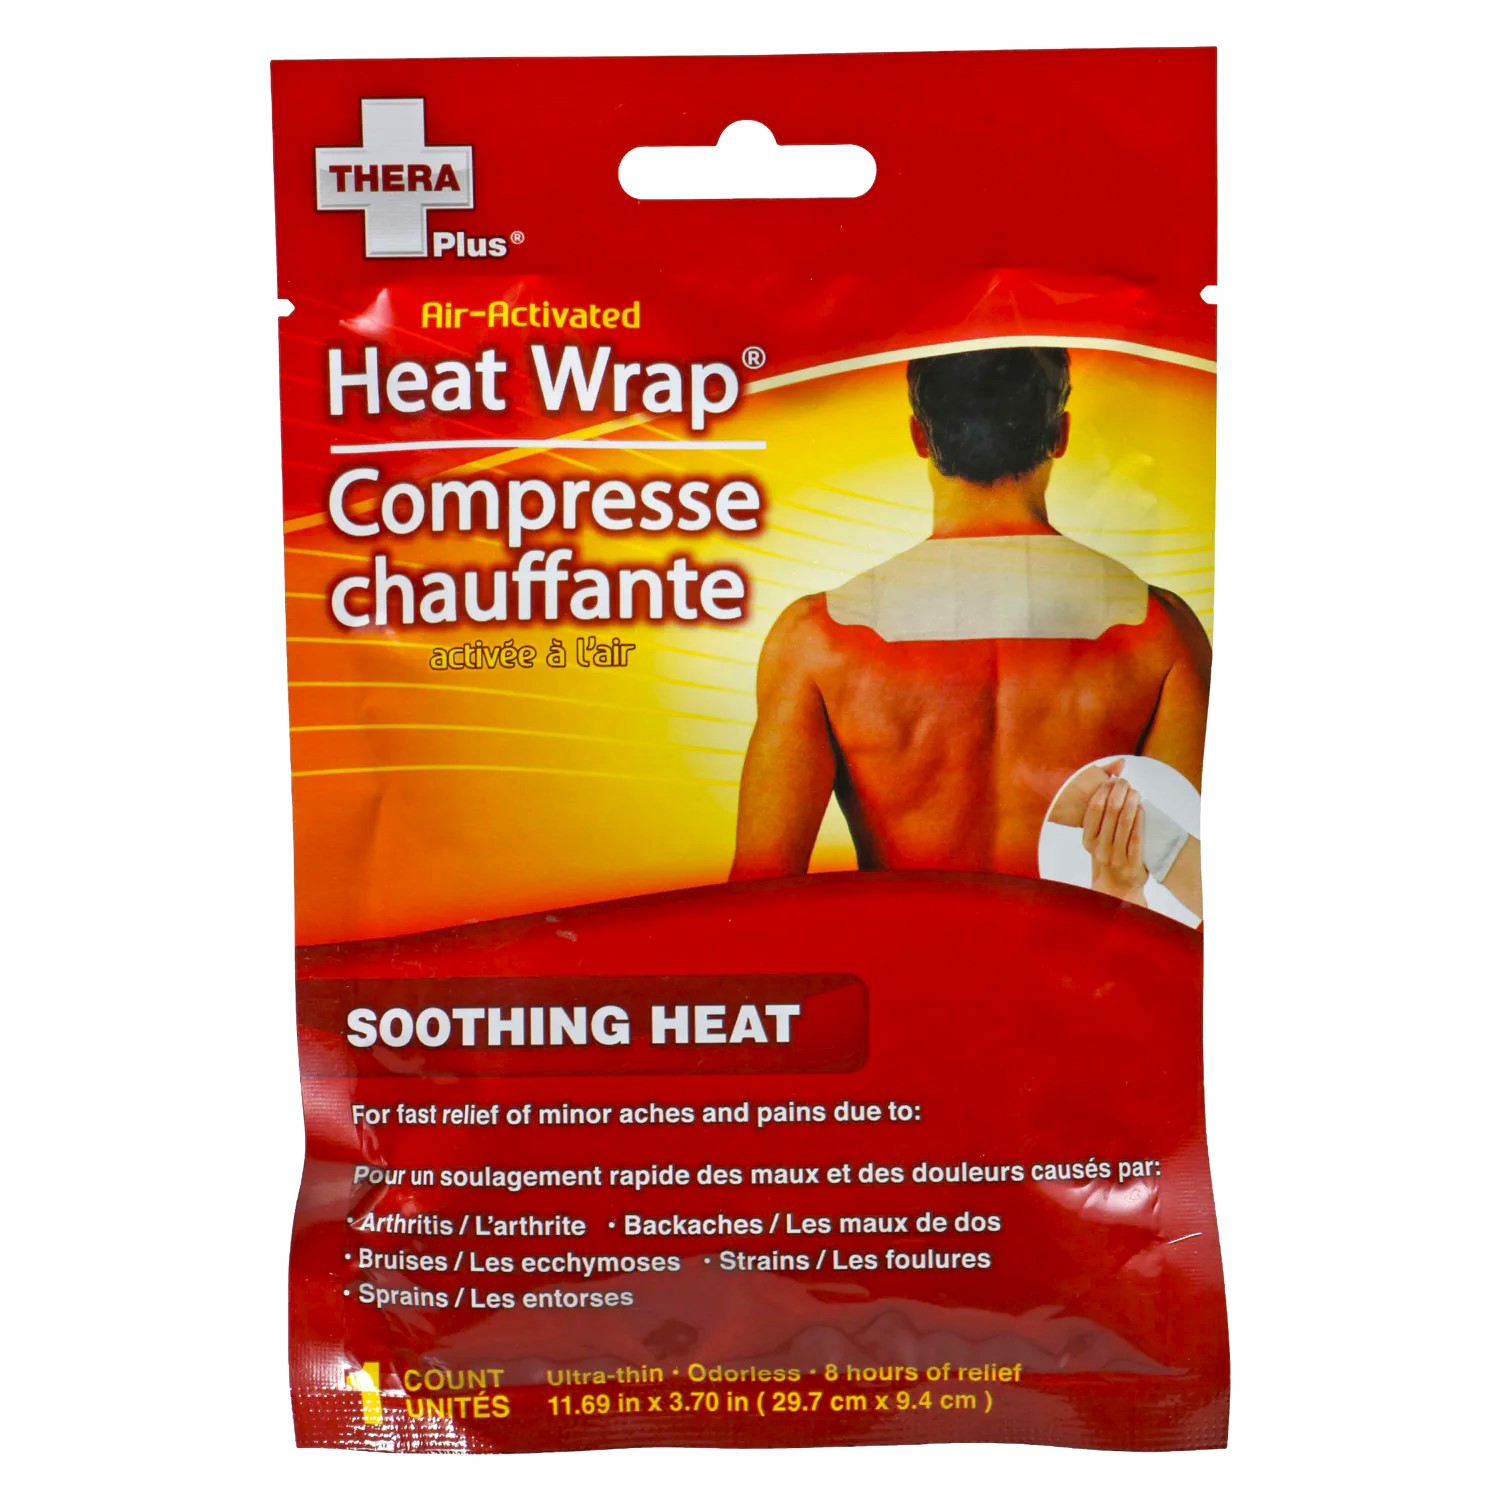 THERA
Plus®
Air-Activated
Heat Wrap®
Compresse
chauffante
activée à l'air
SOOTHING HEAT
For fast relief of minor aches and pains due to:
Pour un soulagement rapide des maux et des douleurs causés par:
• Arthritis / L'arthrite • Backaches / Les maux de dos
• Bruises / Les ecchymoses • Strains / Les foulures
• Sprains / Les entorses
1 COUNT
UNITÉS
Ultra-thin • Odorless • 8 hours of relief
11.69 in x 3.70 in ( 29.7 cm x 9.4 cm )